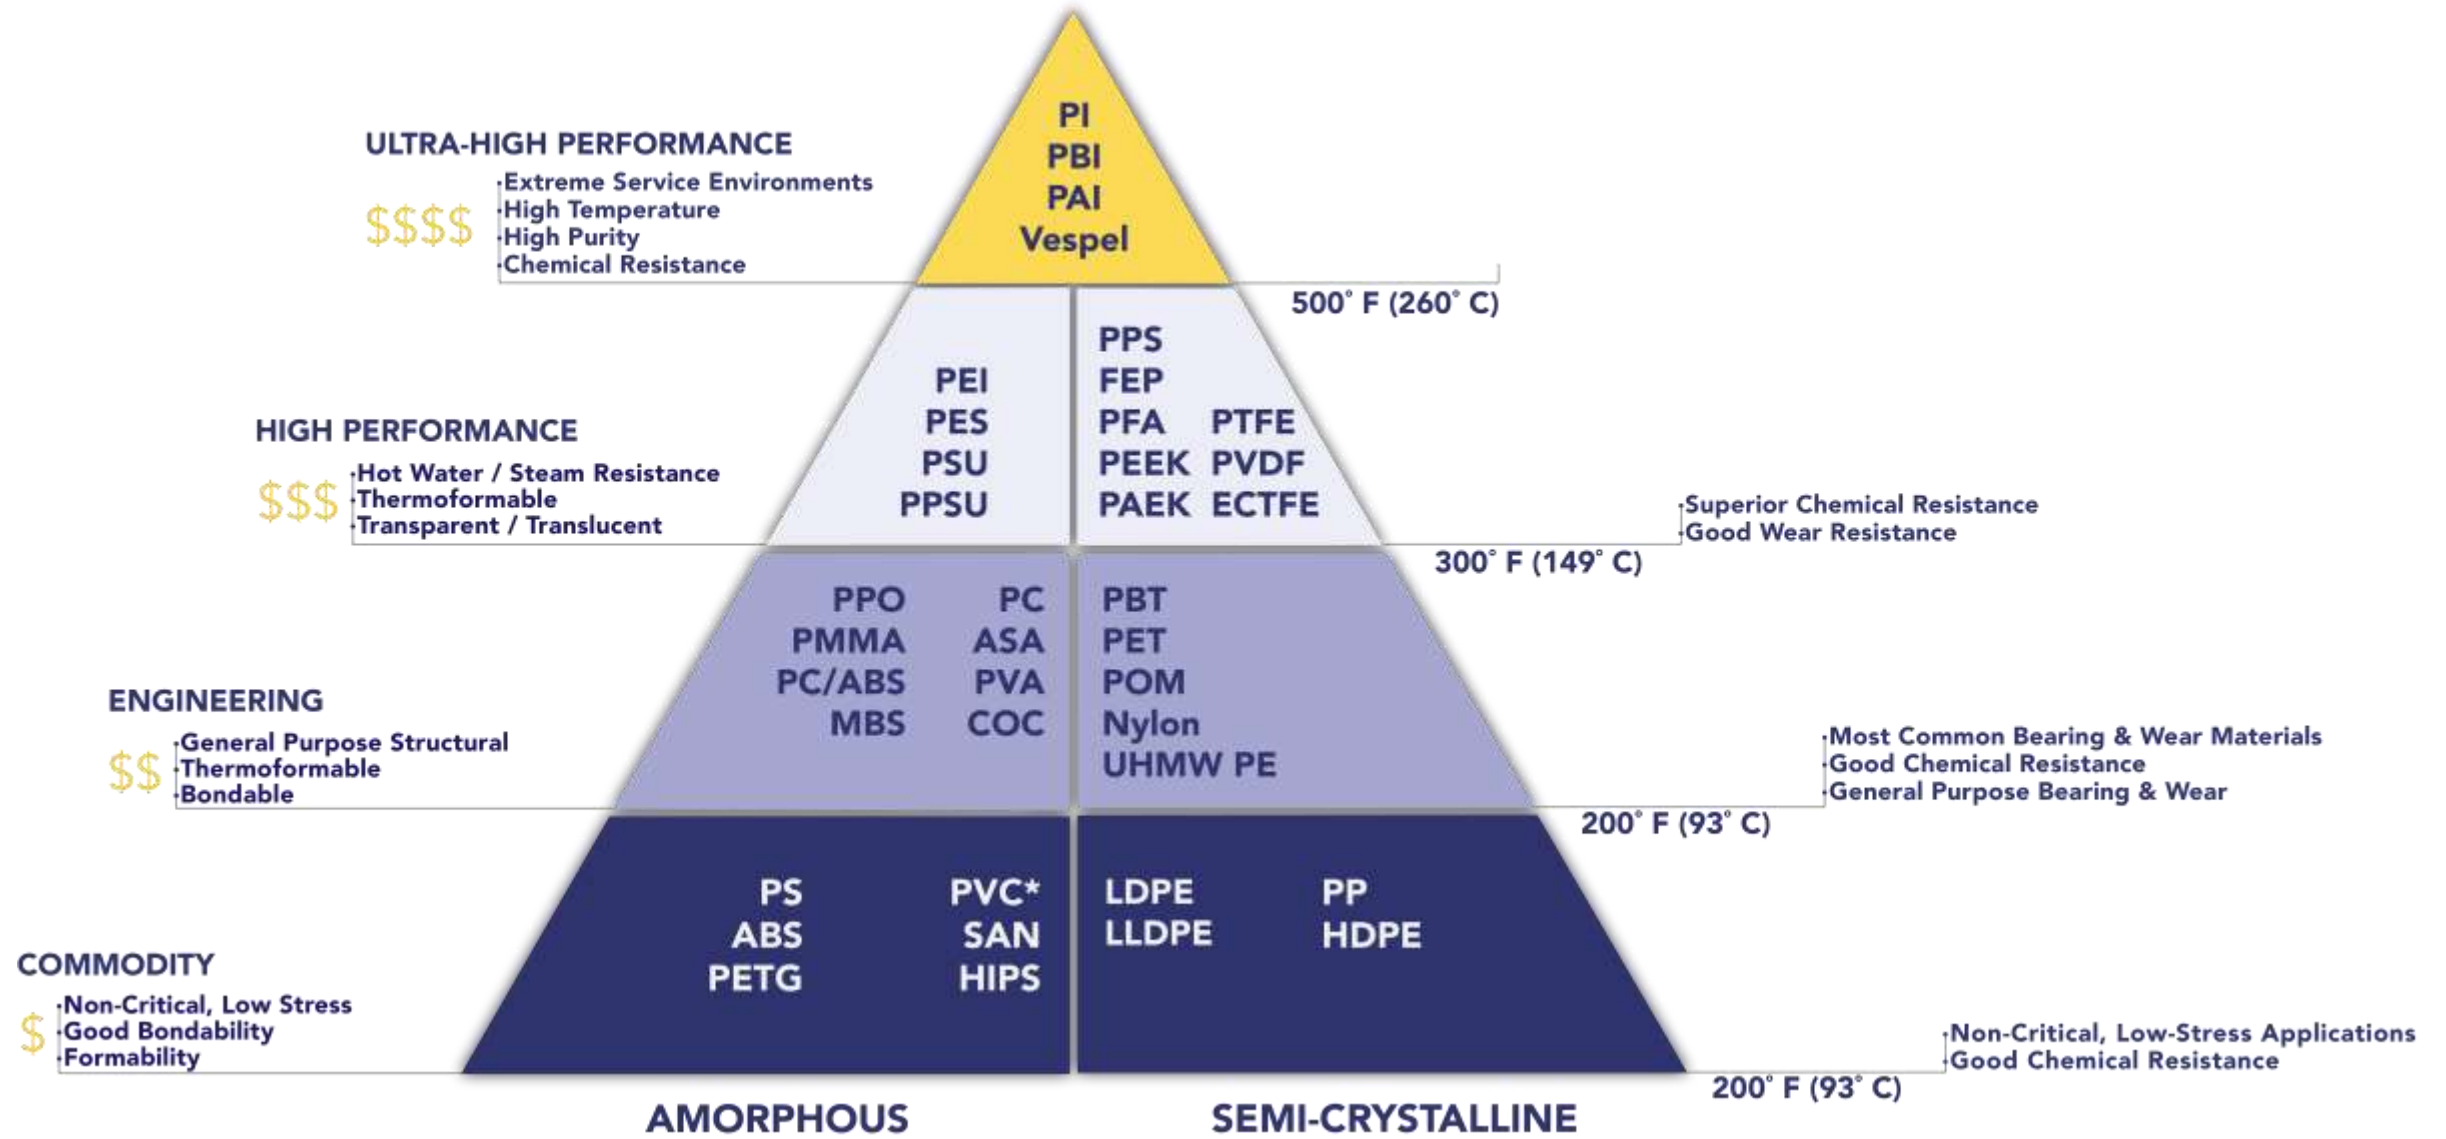 PI
PBI
PAI
Vespel
ULTRA-HIGH PERFORMANCE
$$$$
·Extreme Service Environments
·High Temperature
·High Purity
·Chemical Resistance
500° F (260° C)
PEI
PES
PSU
PPSU
PPS
FEP
PFA PTFE
PEEK PVDF
PAEK ECTFE
HIGH PERFORMANCE
$$$
·Hot Water / Steam Resistance
·Thermoformable
·Transparent / Translucent
·Superior Chemical Resistance
·Good Wear Resistance
300° F (149° C)
PPO PC
PMMA ASA
PC/ABS PVA
MBS COC
PBT
PET
POM
Nylon
UHMW PE
ENGINEERING
$$
·General Purpose Structural
·Thermoformable
·Bondable
·Most Common Bearing & Wear Materials
·Good Chemical Resistance
·General Purpose Bearing & Wear
200° F (93° C)
PS PVC*
ABS SAN
PETG HIPS
LDPE PP
LLDPE HDPE
COMMODITY
$
·Non-Critical, Low Stress
·Good Bondability
·Formability
·Non-Critical, Low-Stress Applications
·Good Chemical Resistance
200° F (93° C)
AMORPHOUS
SEMI-CRYSTALLINE